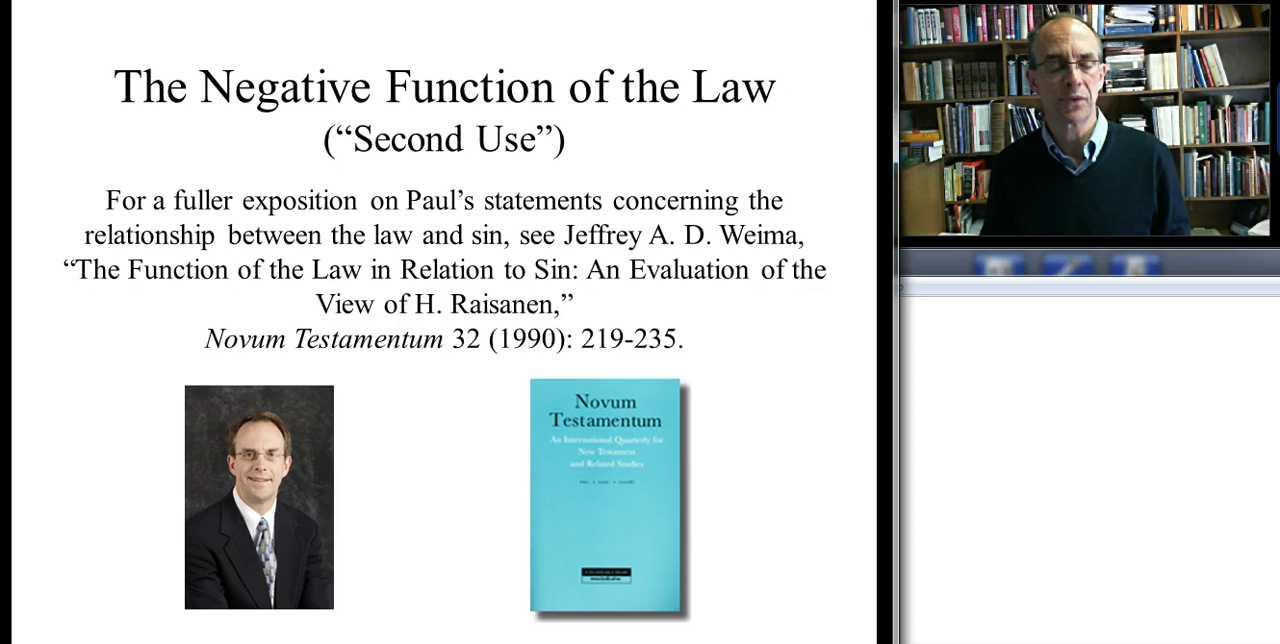 The Negative Function of the Law
(“Second Use”)
For a fuller exposition on Paul’s statements concerning the
relationship between the law and sin, see Jeffrey A. D. Weima,
“The Function of the Law in Relation to Sin: An Evaluation of the
View of H. Raisanen,”
Novum Testamentum 32 (1990): 219-235.
Novum
Testamentum
An International Quarterly for
New Testament
and Related Studies